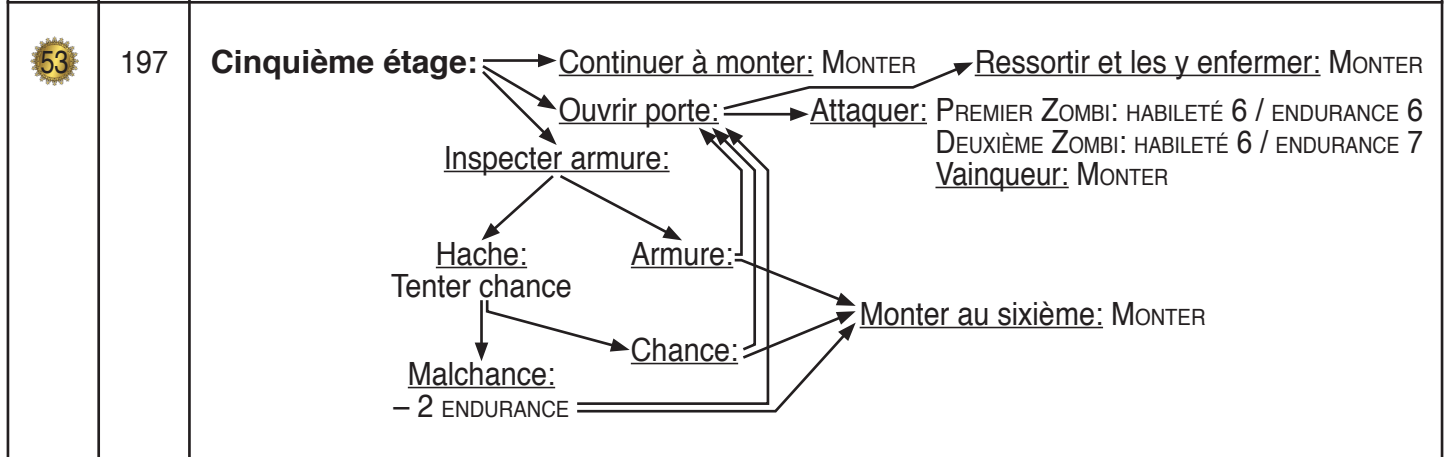 53
197
Cinquième étage:
Continuer à monter: MONTER
Ressortir et les y enfermer: MONTER
Ouvrir porte:
Attaquer: PREMIER ZOMBI: HABILETÉ 6 / ENDURANCE 6
DEUXIÈME ZOMBI: HABILETÉ 6 / ENDURANCE 7
Vainqueur: MONTER
Inspecter armure:
Hache:
Tenter chance
Armure:
Monter au sixième: MONTER
Chance:
Malchance:
– 2 ENDURANCE